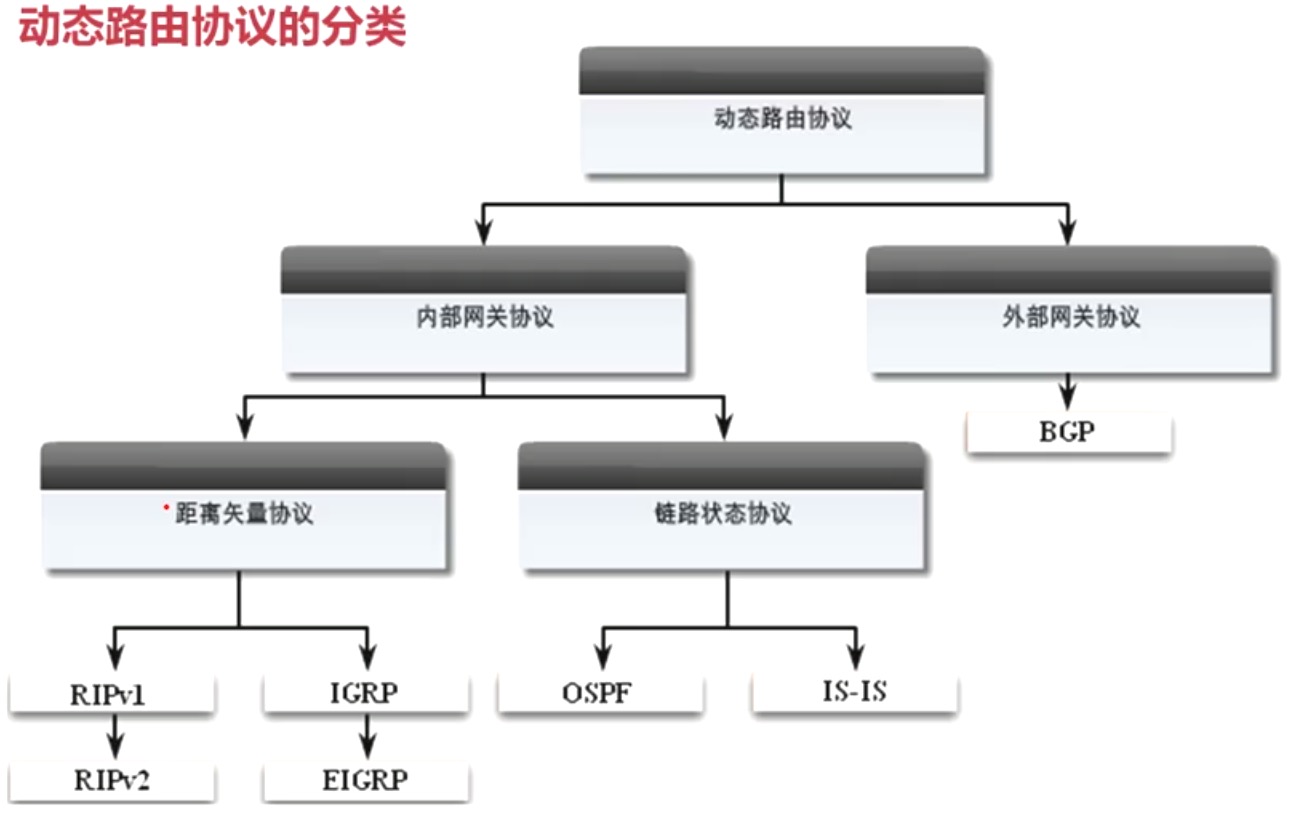 动态路由协议的分类
动态路由协议
内部网关协议
外部网关协议
BGP
距离矢量协议
链路状态协议
RIPv1
IGRP
OSPF
IS-IS
RIPv2
EIGRP